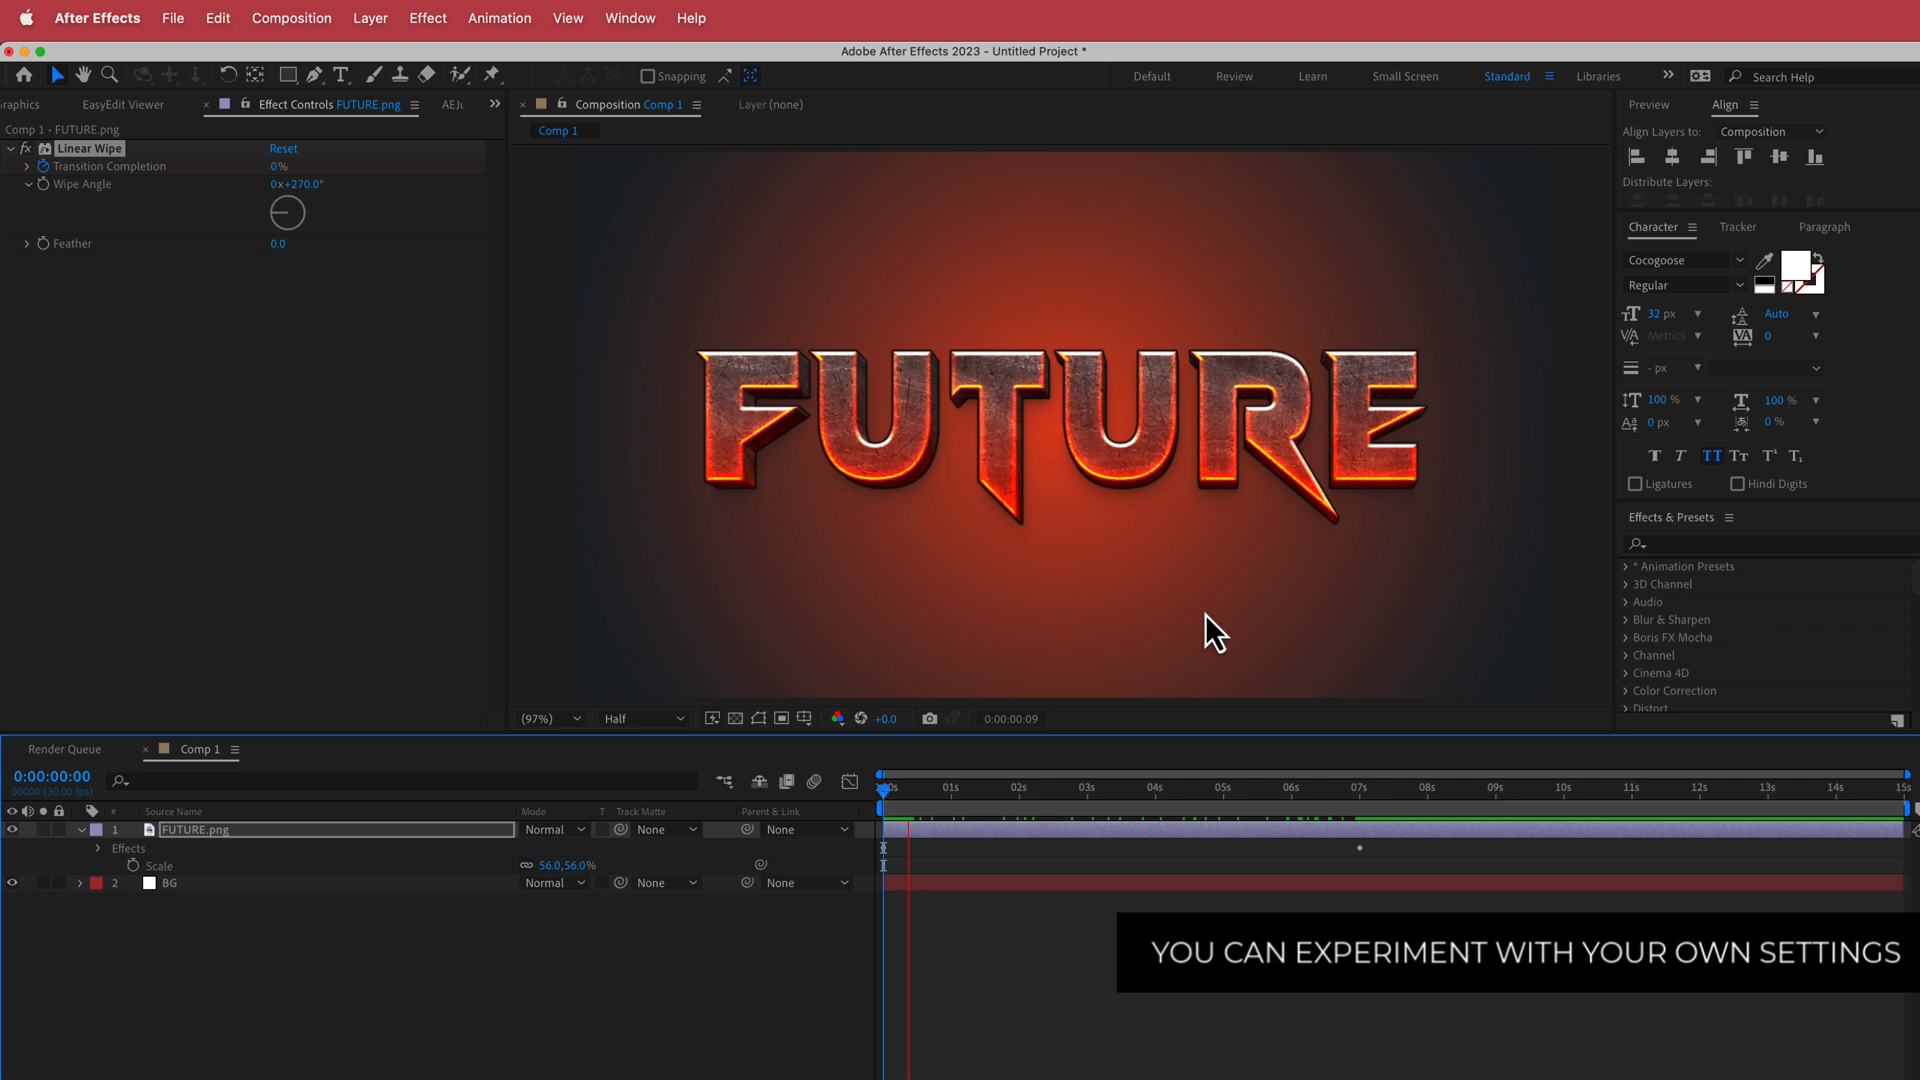 After Effects File Edit Composition Layer Effect Animation View Window Help
Adobe After Effects 2023 - Untitled Project *
Snapping Default Review Learn Small Screen Standard Libraries Search Help
raphics EasyEdit Viewer × Effect Controls FUTURE.png
× Composition Comp 1 Layer (none)
Preview Align
Comp 1 • FUTURE.png
Comp 1
Align Layers to: Composition
fx Linear Wipe Reset
Transition Completion 0%
Wipe Angle 0x+270.0°
Feather 0.0
Distribute Layers:
Character Tracker Paragraph
Cocogoose
Regular
32 px Auto
Metrics 0
- px
100 % 100 %
0 px 0 %
T T TT Tт T¹ T₁
Ligatures Hindi Digits
Effects & Presets
* Animation Presets
3D Channel
Audio
Blur & Sharpen
Boris FX Mocha
Channel
Cinema 4D
Color Correction
Distort
FUTURE
(97%) Half +0.0 0:00:00:09
Render Queue × Comp 1
0:00:00:00
00000 (30.00 fps)
01s 02s 03s 04s 05s 06s 07s 08s 09s 10s 11s 12s 13s 14s 15s
# Source Name Mode T Track Matte Parent & Link
1 FUTURE.png Normal None None
Effects
Scale 56.0,56.0%
2 BG Normal None None
YOU CAN EXPERIMENT WITH YOUR OWN SETTINGS